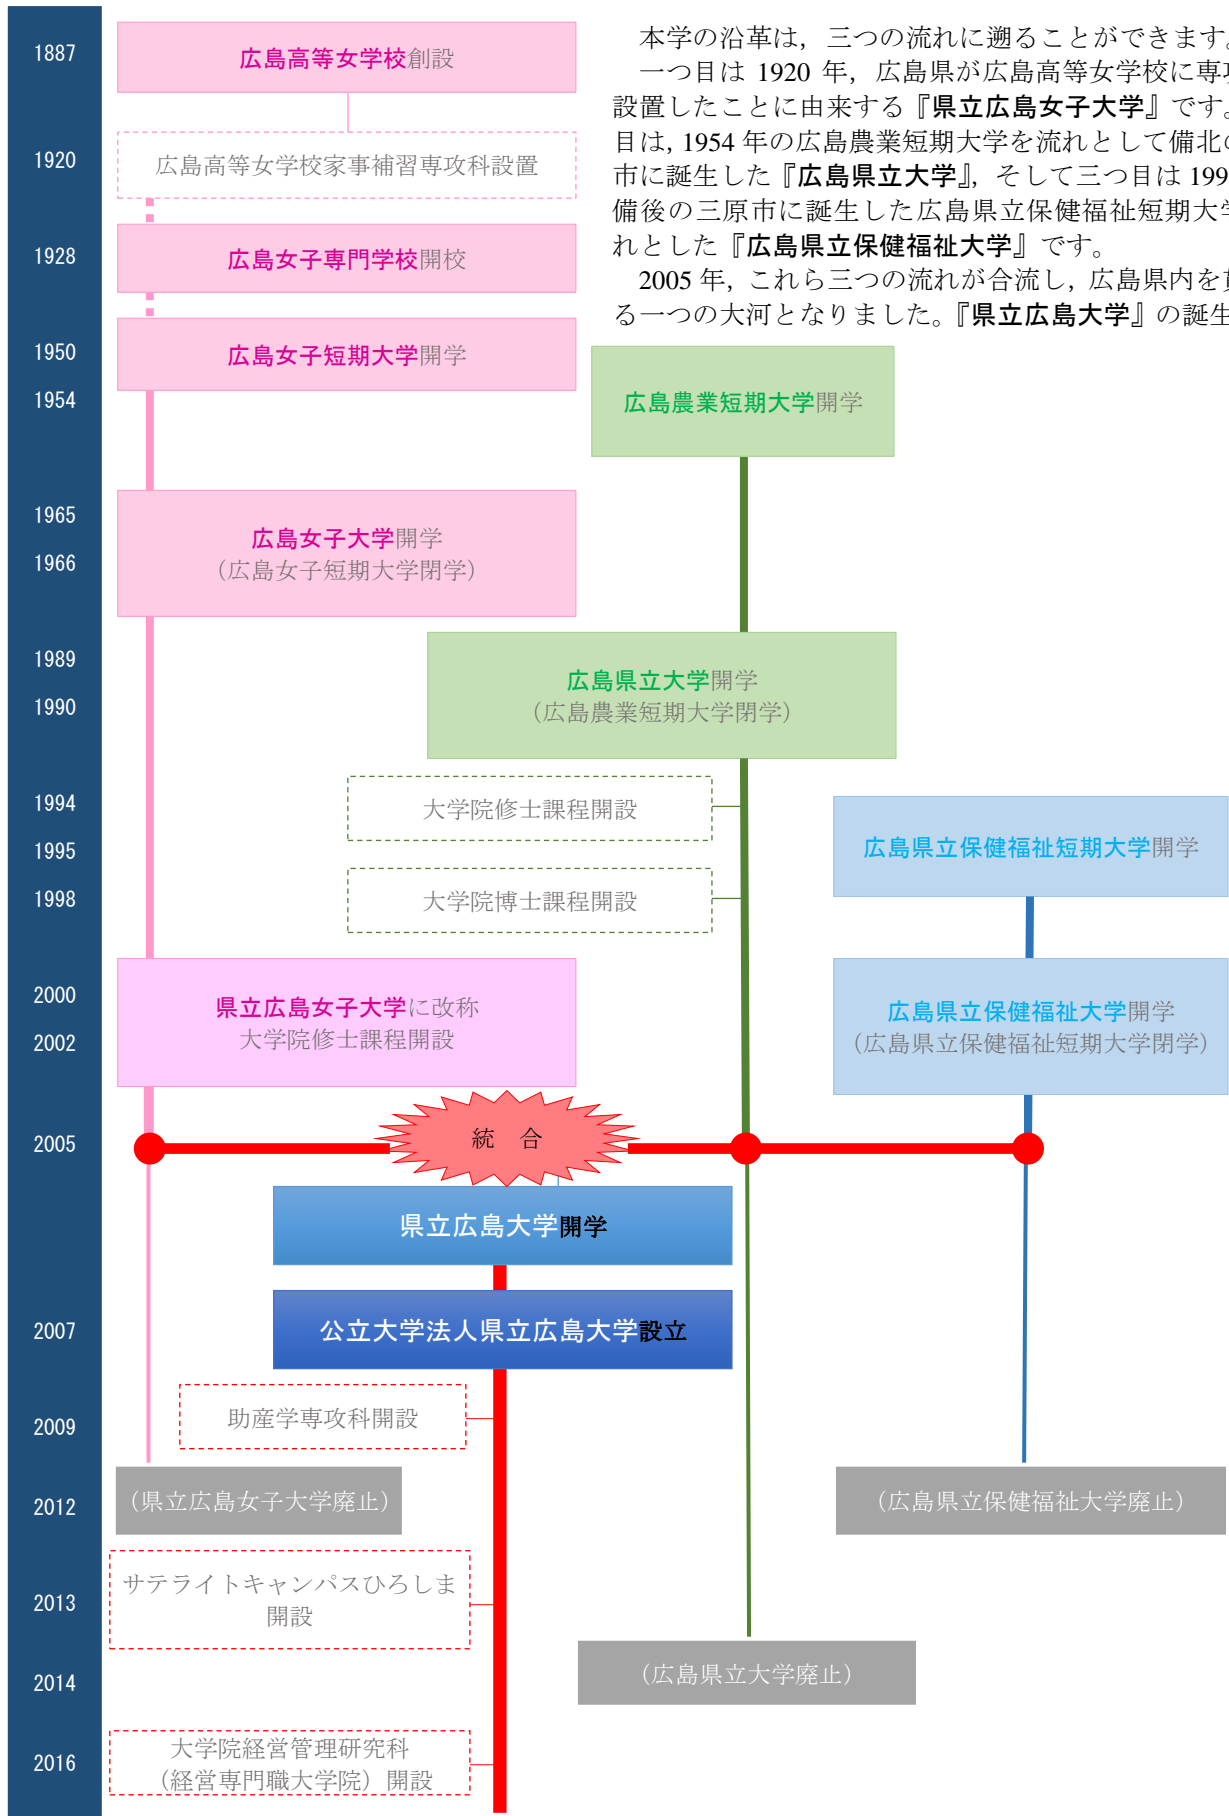 本学の沿革は，三つの流れに遡ることができます。
一つ目は 1920 年，広島県が広島高等女学校に専攻
設置したことに由来する『県立広島女子大学』です。
目は，1954 年の広島農業短期大学を流れとして備北の
市に誕生した『広島県立大学』，そして三つ目は 199
備後の三原市に誕生した広島県立保健福祉短期大学
れとした『広島県立保健福祉大学』です。
2005 年，これら三つの流れが合流し，広島県内を
る一つの大河となりました。『県立広島大学』の誕生
1887
広島高等女学校創設
1920
広島高等女学校家事補習専攻科設置
1928
広島女子専門学校開校
1950
広島女子短期大学開学
1954
広島農業短期大学開学
1965
1966
広島女子大学開学
（広島女子短期大学閉学）
1989
1990
広島県立大学開学
（広島農業短期大学閉学）
1994
大学院修士課程開設
1995
広島県立保健福祉短期大学開学
1998
大学院博士課程開設
2000
2002
県立広島女子大学に改称
大学院修士課程開設
広島県立保健福祉大学開学
（広島県立保健福祉短期大学閉学）
2005
統　合
県立広島大学開学
2007
公立大学法人県立広島大学設立
2009
助産学専攻科開設
2012
（県立広島女子大学廃止）
（広島県立保健福祉大学廃止）
2013
サテライトキャンパスひろしま
開設
2014
（広島県立大学廃止）
2016
大学院経営管理研究科
（経営専門職大学院）開設